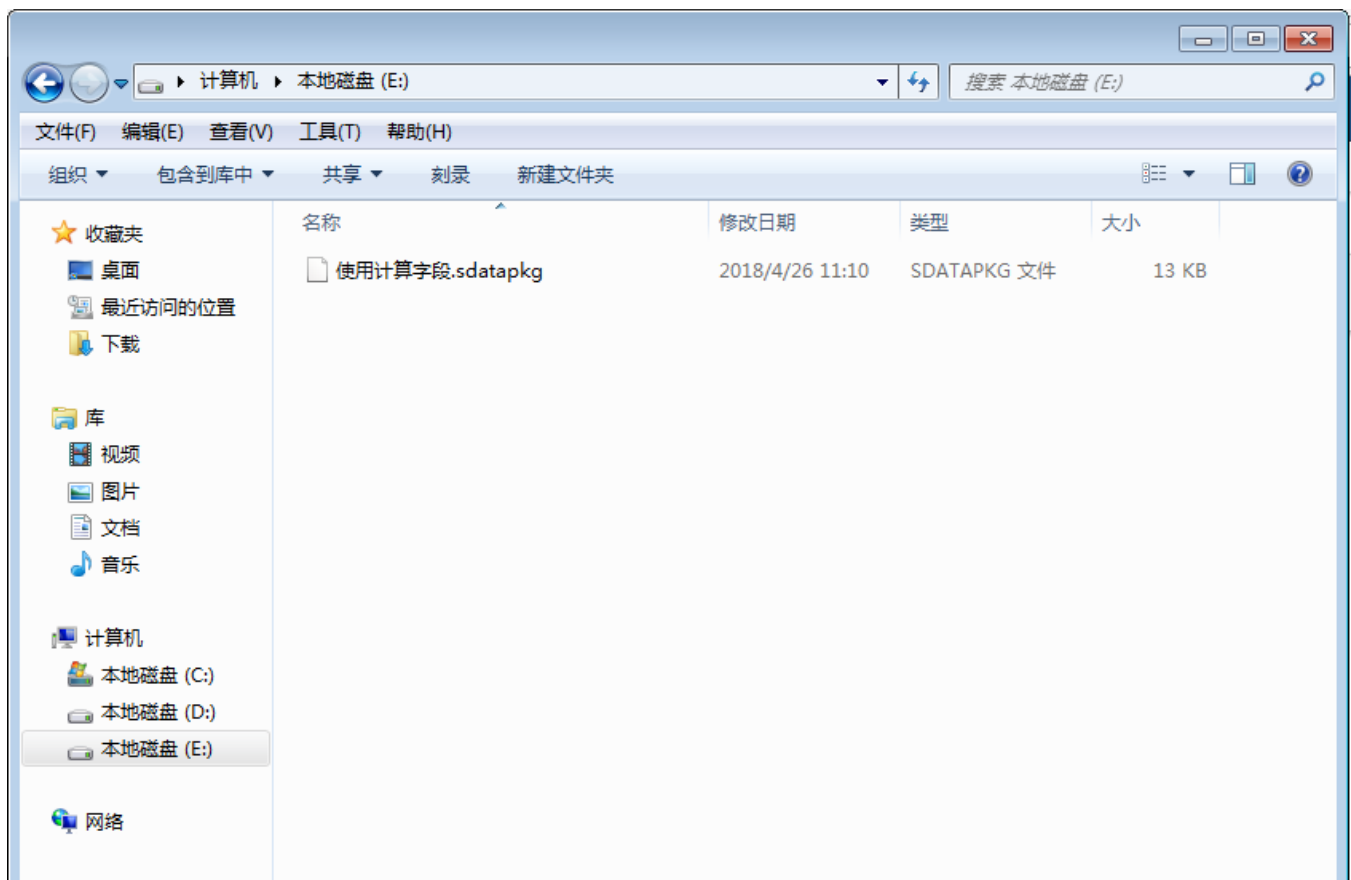 计算机 本地磁盘 (E:) 搜索 本地磁盘 (E:)
文件(F) 编辑(E) 查看(V) 工具(T) 帮助(H)
组织 包含到库中 共享 刻录 新建文件夹
收藏夹
桌面
最近访问的位置
下载
库
视频
图片
文档
音乐
计算机
本地磁盘 (C:)
本地磁盘 (D:)
本地磁盘 (E:)
网络
名称 修改日期 类型 大小
使用计算字段.sdatapkg 2018/4/26 11:10 SDATAPKG 文件 13 KB